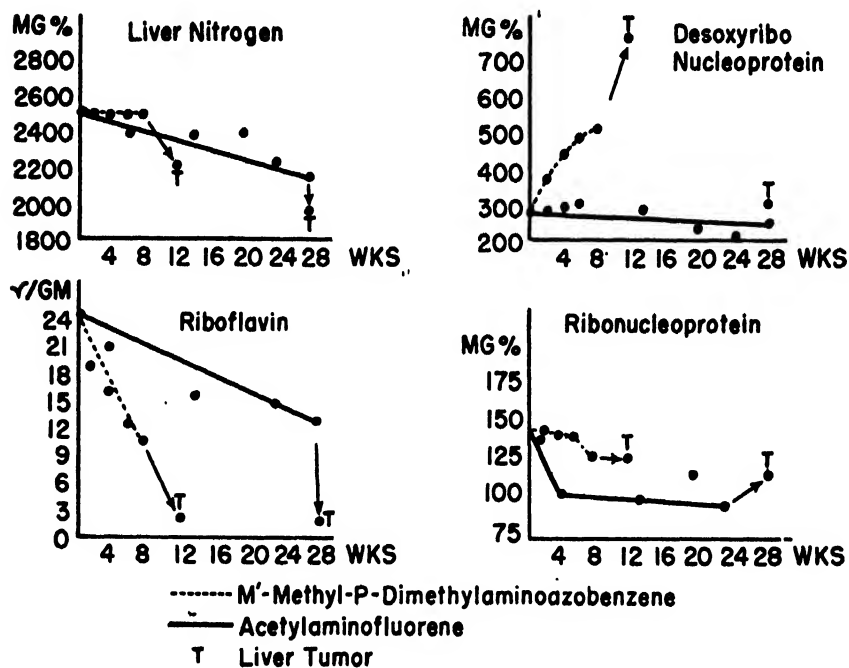 MG%
Liver Nitrogen
2800
2600
2400
2200
2000
1800
T
T
4 8 12 16 20 24 28 WKS
MG%
Desoxyribo
Nucleoprotein
700
600
500
400
300
200
T
T
4 8 12 16 20 24 28 WKS
γ/GM
Riboflavin
24
21
18
15
12
9
6
3
0
T
T
4 8 12 16 20 24 28 WKS
Ribonucleoprotein
MG%
175
150
125
100
75
T
T
4 8 12 16 20 24 28 WKS
M'-Methyl-P-Dimethylaminoazobenzene
Acetylaminofluorene
T Liver Tumor